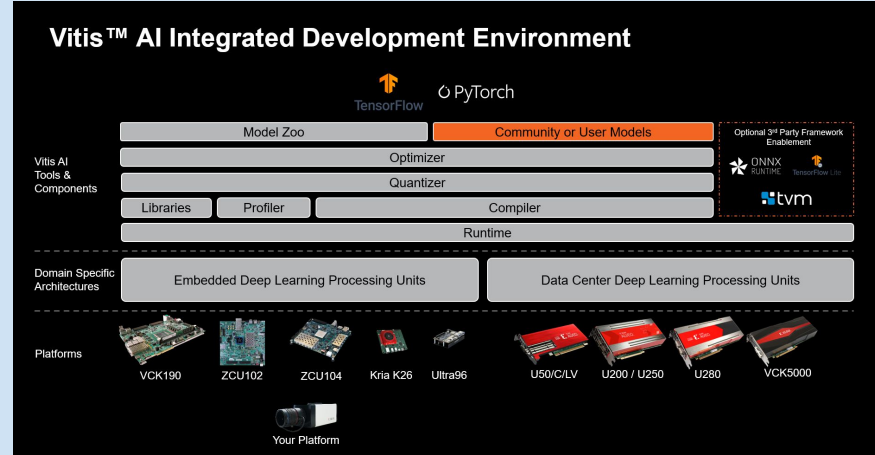 Vitis™ AI Integrated Development Environment
TensorFlow
PyTorch
Model Zoo
Community or User Models
Optional 3rd Party Framework
Enablement
ONNX
RUNTIME
TensorFlow Lite
tvm
Vitis AI
Tools &
Components
Optimizer
Quantizer
Libraries
Profiler
Compiler
Runtime
Domain Specific
Architectures
Embedded Deep Learning Processing Units
Data Center Deep Learning Processing Units
Platforms
VCK190
ZCU102
ZCU104
Kria K26
Ultra96
U50/C/LV
U200 / U250
U280
VCK5000
Your Platform